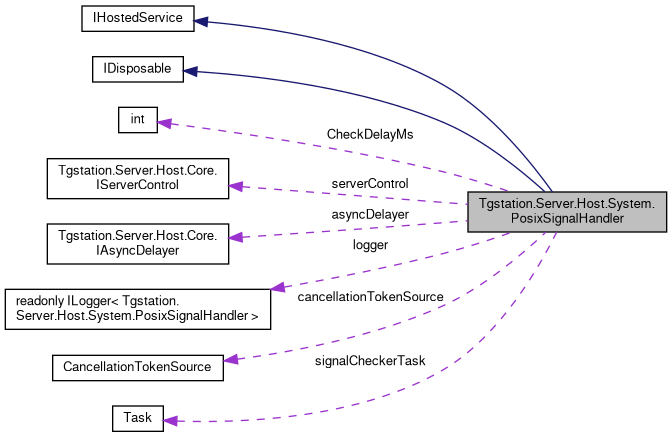 IHostedService
IDisposable
int
CheckDelayMs
Tgstation.Server.Host.Core.
IServerControl
serverControl
Tgstation.Server.Host.System.
PosixSignalHandler
asyncDelayer
Tgstation.Server.Host.Core.
IAsyncDelayer
logger
readonly ILogger< Tgstation.
Server.Host.System.PosixSignalHandler >
cancellationTokenSource
CancellationTokenSource
signalCheckerTask
Task